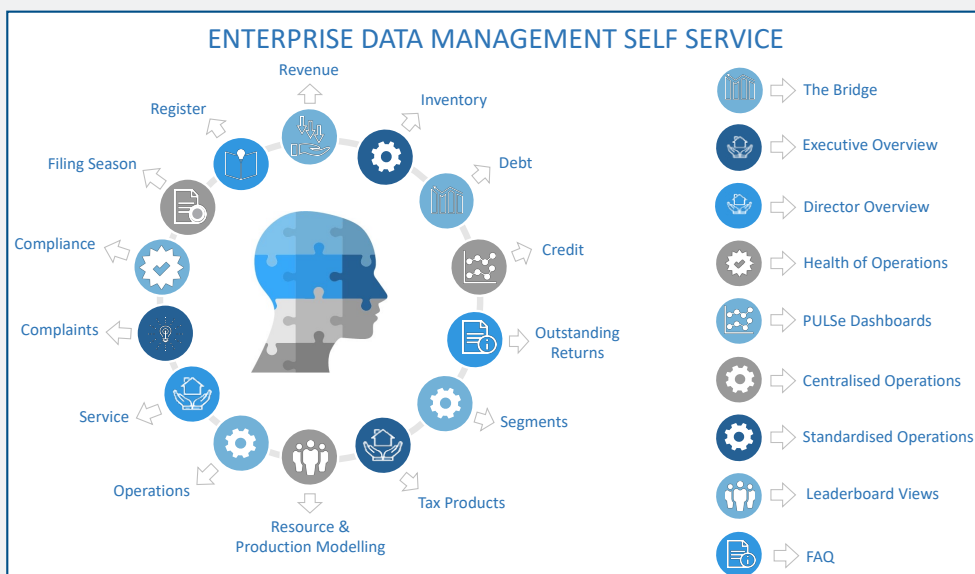 ENTERPRISE DATA MANAGEMENT SELF SERVICE
Revenue
Inventory
Register
Debt
Filing Season
Compliance
Credit
Complaints
Outstanding
Returns
Service
Segments
Operations
Tax Products
Resource &
Production Modelling
The Bridge
Executive Overview
Director Overview
Health of Operations
PULSe Dashboards
Centralised Operations
Standardised Operations
Leaderboard Views
FAQ